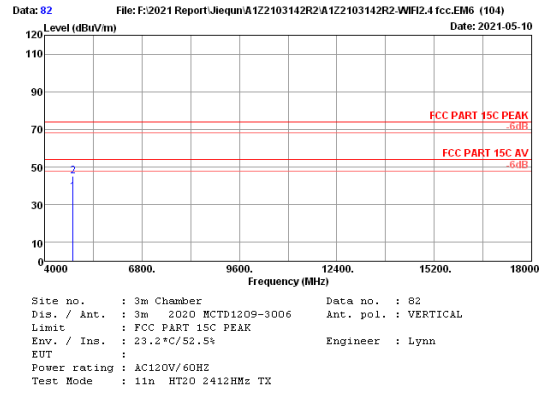 Data: 82 File: F:\2021 Report\Jiequn\A1Z2103142R2\A1Z2103142R2-WIFI2.4 fcc.EM6 (104)
120 Level (dBuV/m) Date: 2021-05-10
110
90
FCC PART 15C PEAK
70 -6dB
FCC PART 15C AV
50 2 -6dB
1
30
10
0 4000 6800. 9600. 12400. 15200. 18000
Frequency (MHz)
Site no. : 3m Chamber Data no. : 82
Dis. / Ant. : 3m 2020 MCTD1209-3006 Ant. pol. : VERTICAL
Limit : FCC PART 15C PEAK
Env. / Ins. : 23.2*C/52.5% Engineer : Lynn
EUT :
Power rating : AC120V/60HZ
Test Mode : 11n HT20 2412HMz TX